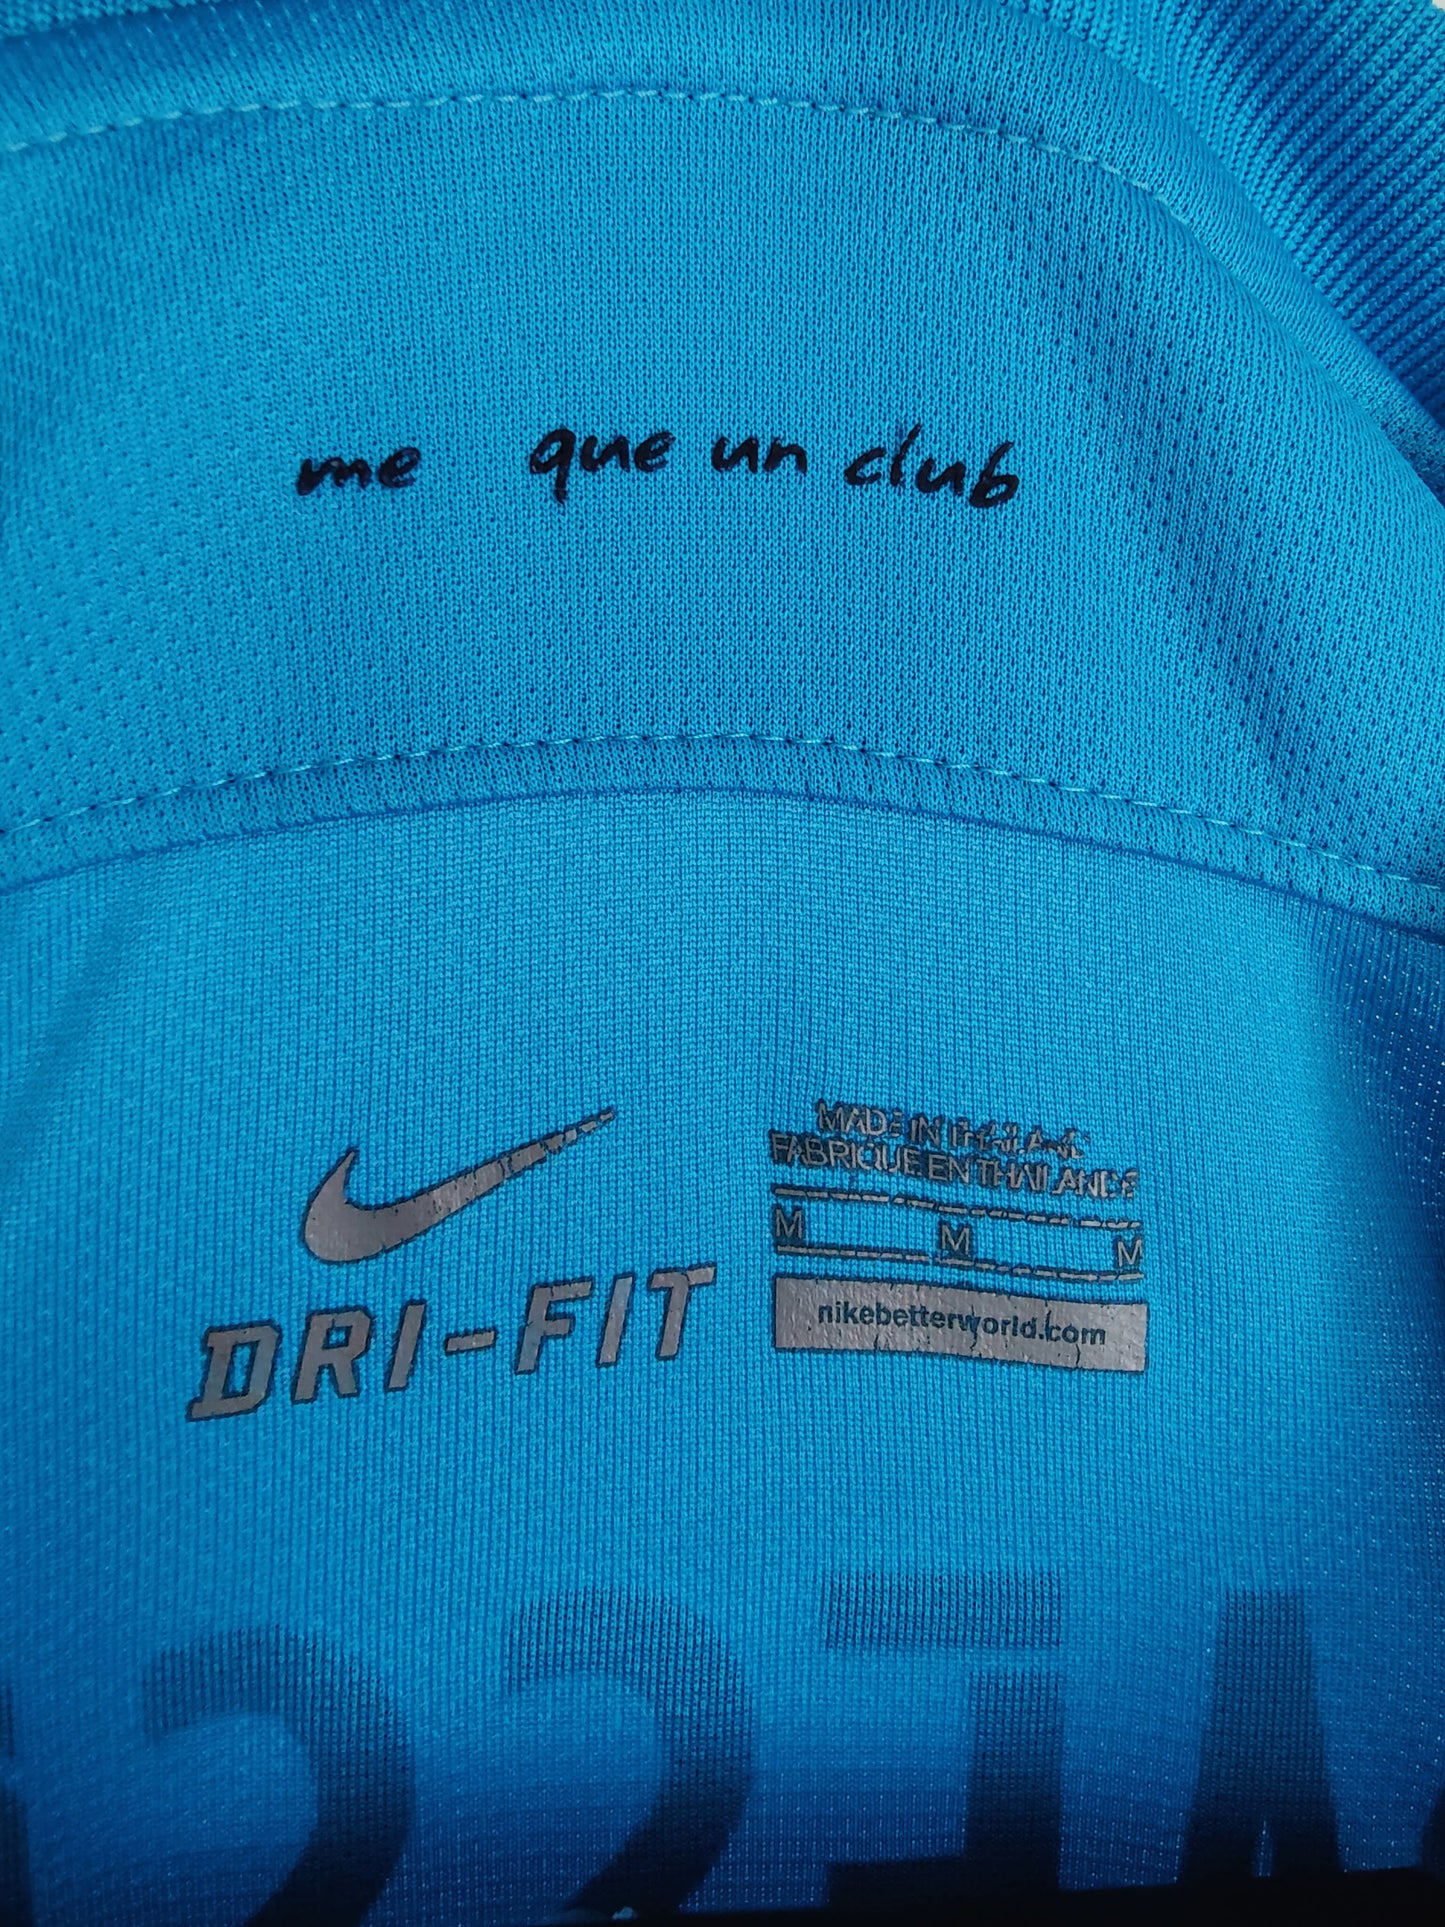 me que un club
MADE IN THAILAND
FABRIQUE EN THAILANDE
M M M
nikebetterworld.com
DRI-FIT